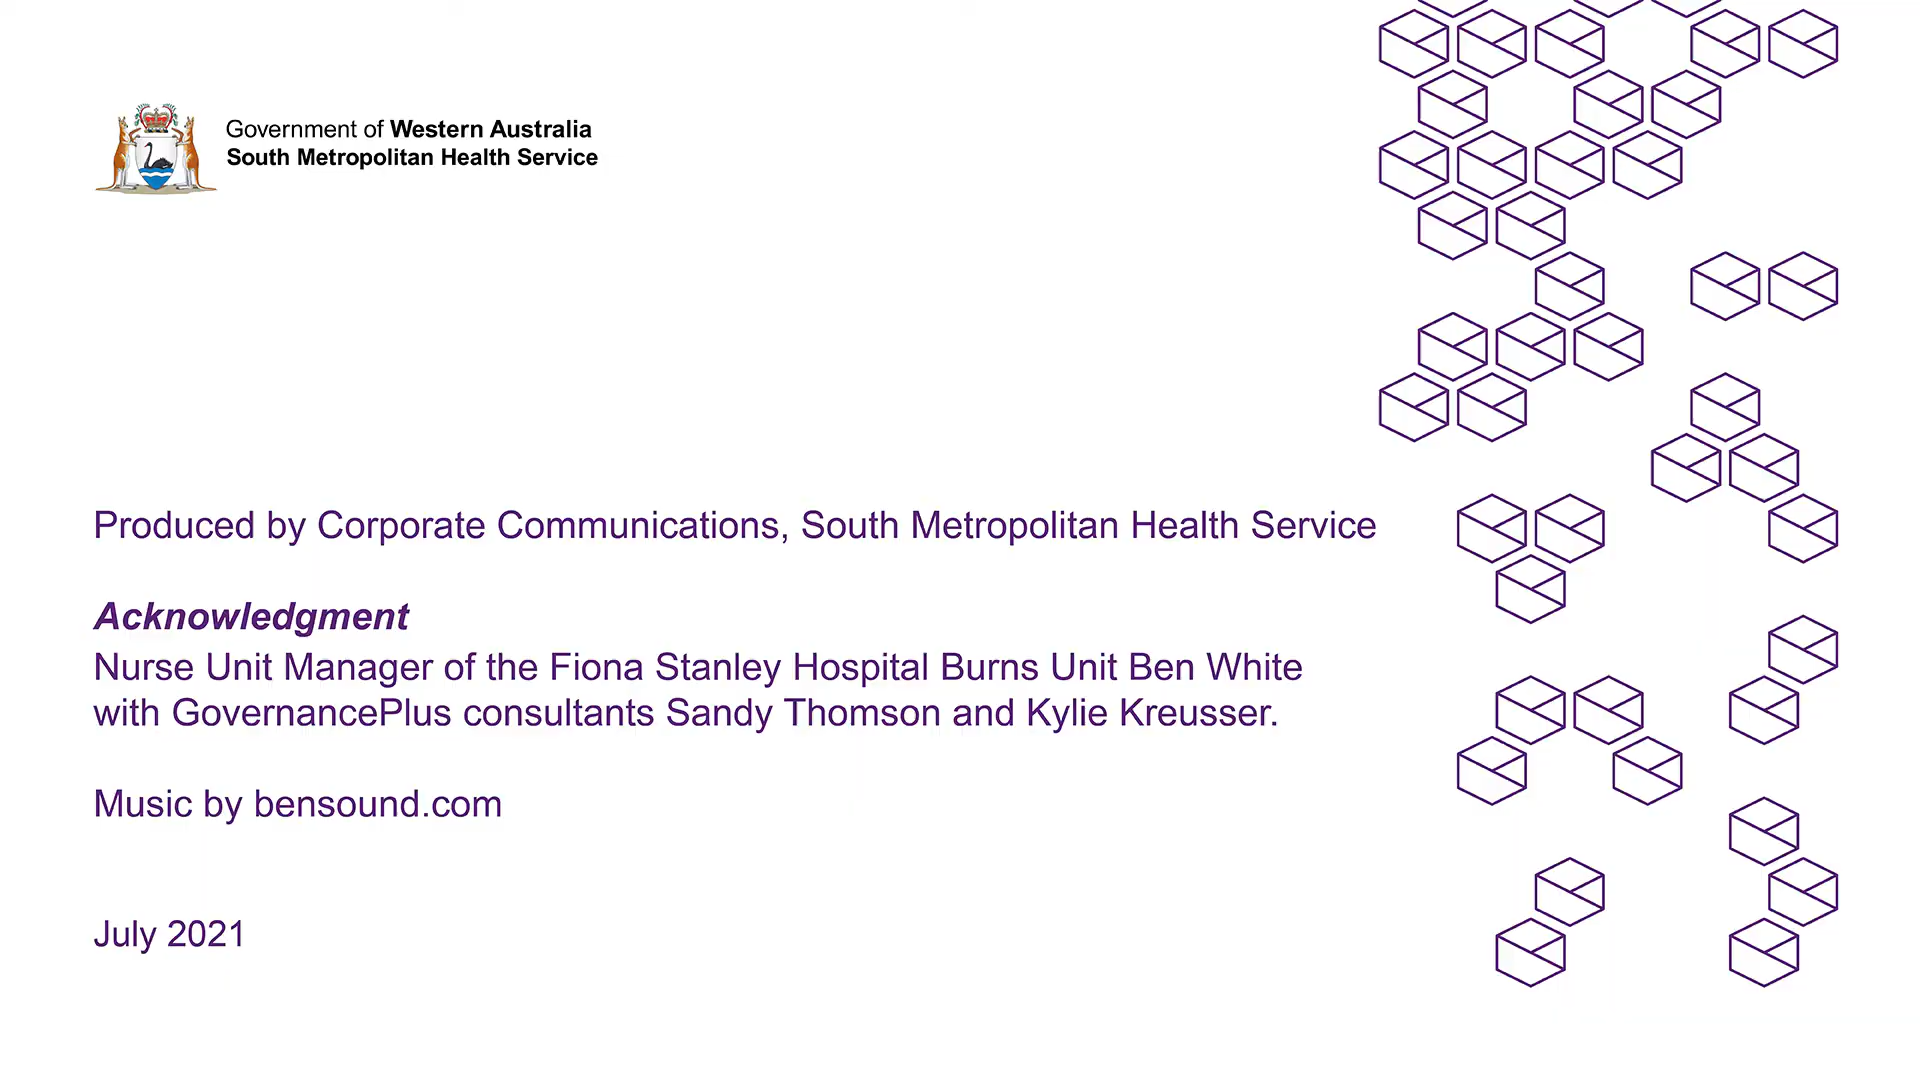 Government of Western Australia
South Metropolitan Health Service
Produced by Corporate Communications, South Metropolitan Health Service
Acknowledgment
Nurse Unit Manager of the Fiona Stanley Hospital Burns Unit Ben White
with GovernancePlus consultants Sandy Thomson and Kylie Kreusser.
Music by bensound.com
July 2021